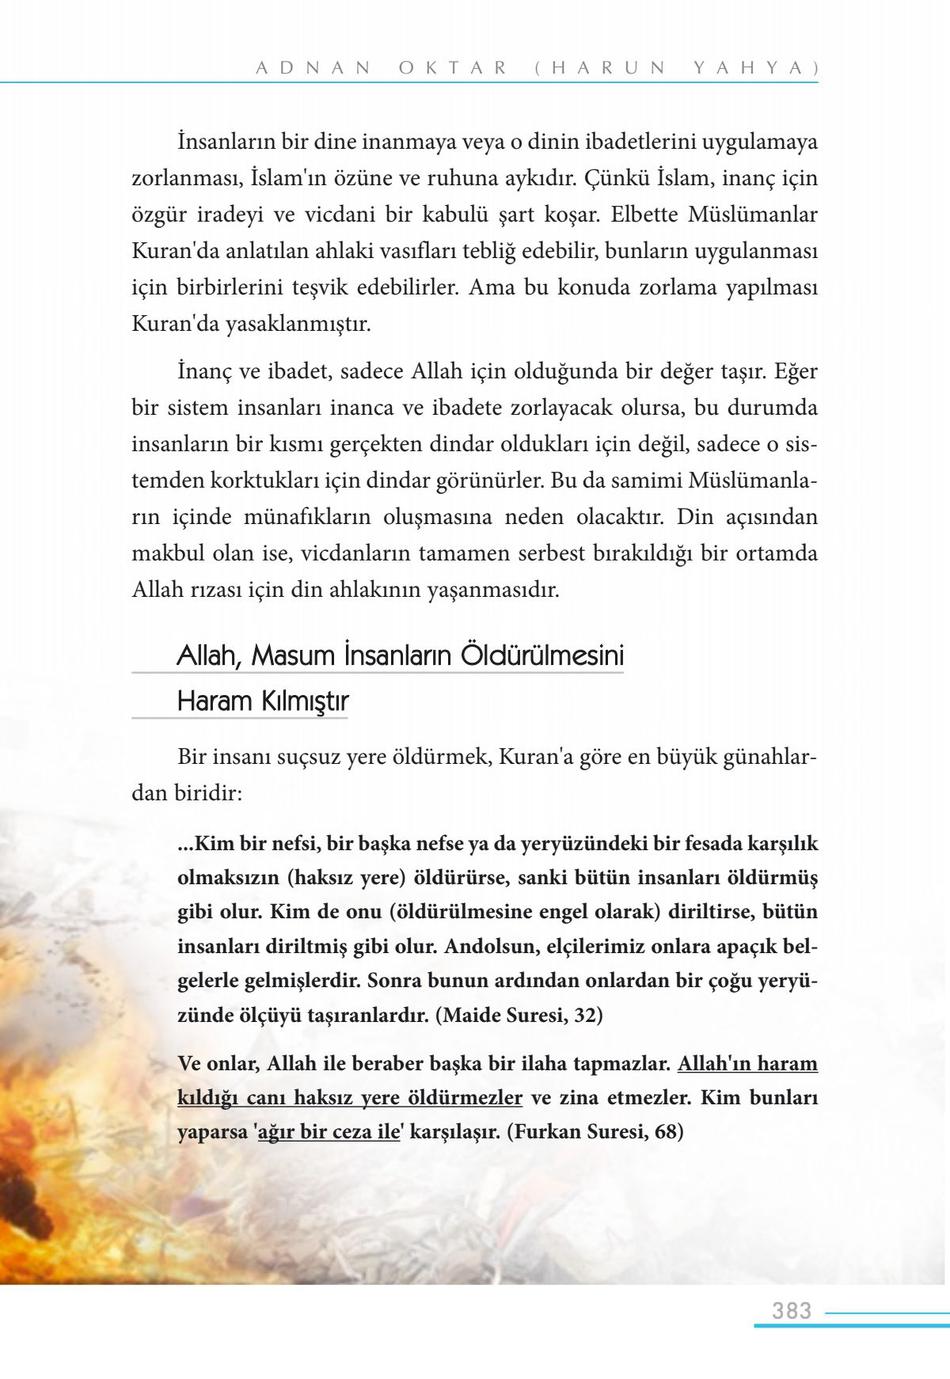 ADNAN OKTAR (HARUN YAHYA)
İnsanların bir dine inanmaya veya o dinin ibadetlerini uygulamaya
zorlanması, İslam'ın özüne ve ruhuna aykıdır. Çünkü İslam, inanç için
özgür iradeyi ve vicdani bir kabulü şart koşar. Elbette Müslümanlar
Kuran'da anlatılan ahlaki vasıfları tebliğ edebilir, bunların uygulanması
için birbirlerini teşvik edebilirler. Ama bu konuda zorlama yapılması
Kuran'da yasaklanmıştır.
İnanç ve ibadet, sadece Allah için olduğunda bir değer taşır. Eğer
bir sistem insanları inanca ve ibadete zorlayacak olursa, bu durumda
insanların bir kısmı gerçekten dindar oldukları için değil, sadece o sis-
temden korktukları için dindar görünürler. Bu da samimi Müslümanla-
rın içinde münafıkların oluşmasına neden olacaktır. Din açısından
makbul olan ise, vicdanların tamamen serbest bırakıldığı bir ortamda
Allah rızası için din ahlakının yaşanmasıdır.
Allah, Masum İnsanların Öldürülmesini
Haram Kılmıştır
Bir insanı suçsuz yere öldürmek, Kuran'a göre en büyük günahlar-
dan biridir:
...Kim bir nefsi, bir başka nefse ya da yeryüzündeki bir fesada karşılık
olmaksızın (haksız yere) öldürürse, sanki bütün insanları öldürmüş
gibi olur. Kim de onu (öldürülmesine engel olarak) diriltirse, bütün
insanları diriltmiş gibi olur. Andolsun, elçilerimiz onlara apaçık bel-
gelerle gelmişlerdir. Sonra bunun ardından onlardan bir çoğu yeryü-
zünde ölçüyü taşıranlardır. (Maide Suresi, 32)
Ve onlar, Allah ile beraber başka bir ilaha tapmazlar. Allah'ın haram
kıldığı canı haksız yere öldürmezler ve zina etmezler. Kim bunları
yaparsa 'ağır bir ceza ile' karşılaşır. (Furkan Suresi, 68)
383